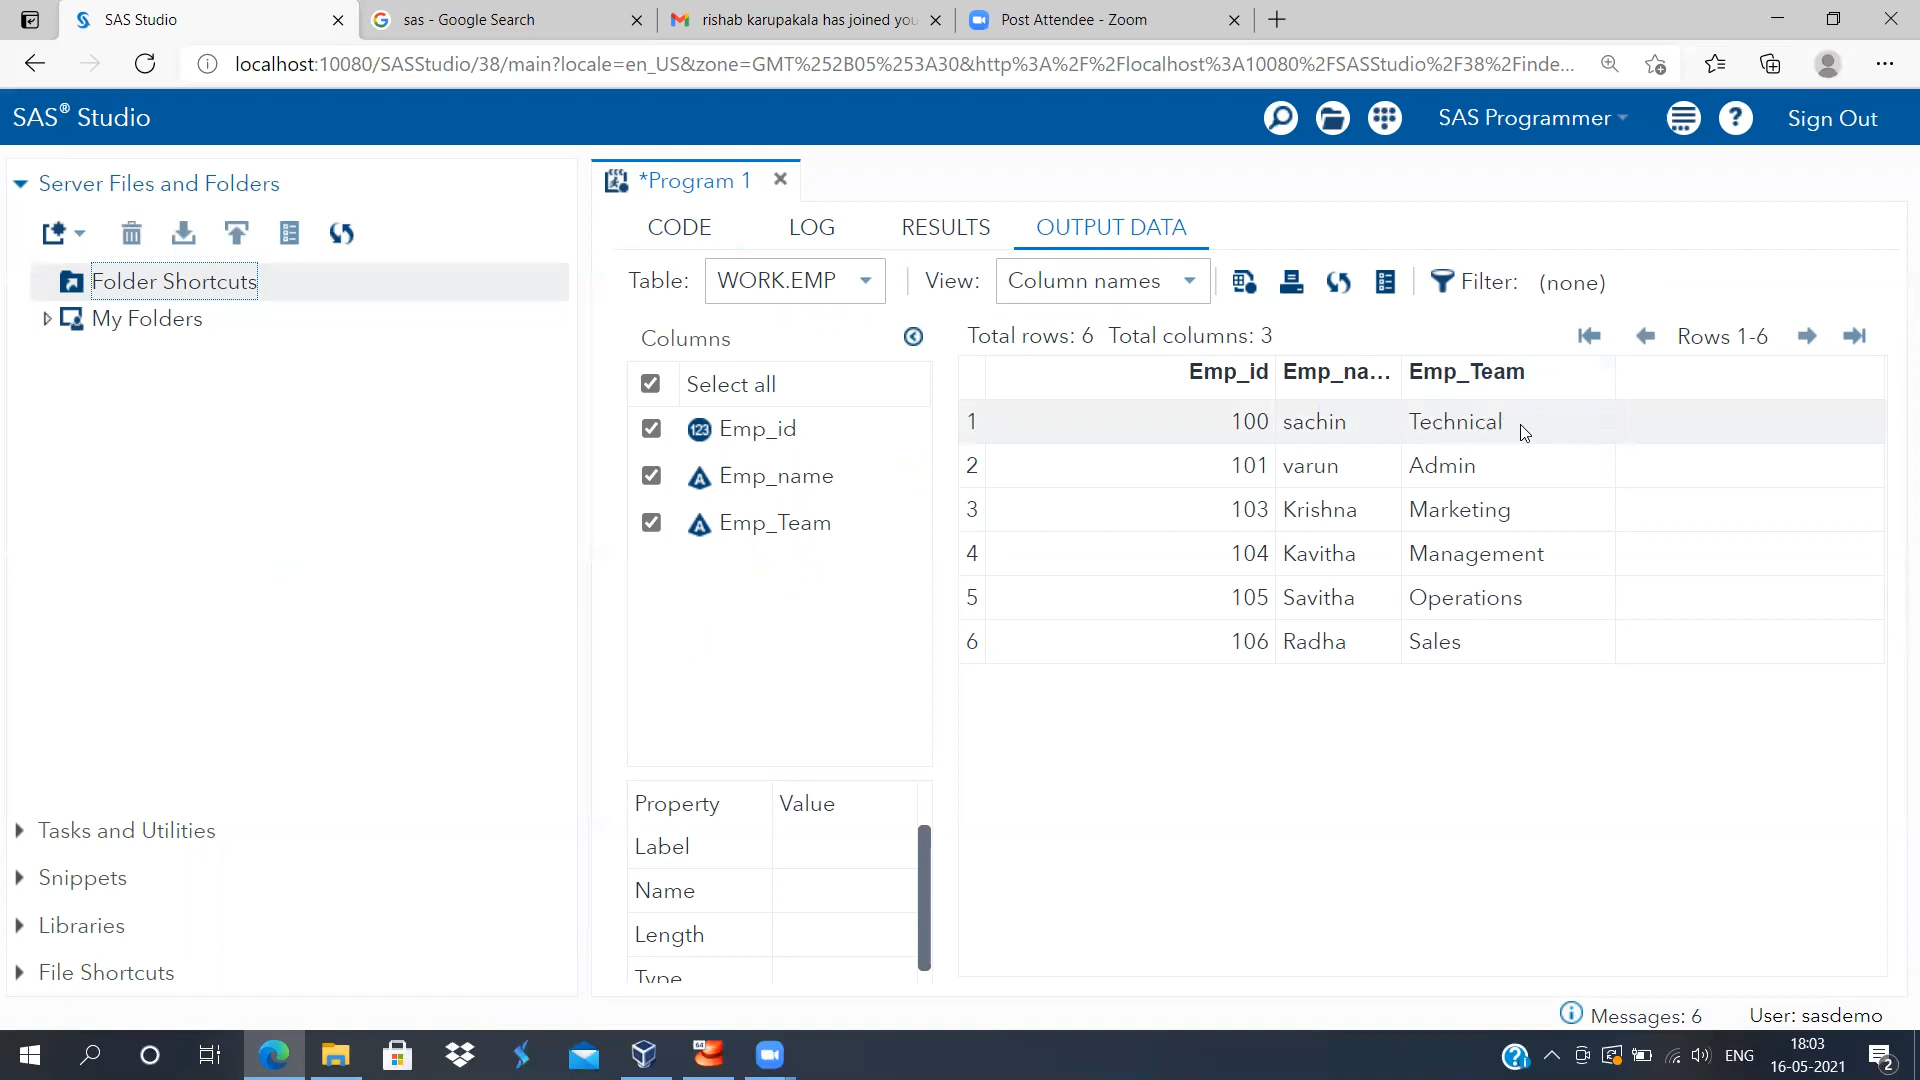 SAS Studio
sas - Google Search
rishab karupakala has joined you
Post Attendee - Zoom
localhost:10080/SASStudio/38/main?locale=en_US&zone=GMT%252B05%253A30&http%3A%2F%2Flocalhost%3A10080%2FSASStudio%2F38%2Finde...
SAS® Studio
SAS Programmer
?
Sign Out
Server Files and Folders
Folder Shortcuts
My Folders
Tasks and Utilities
Snippets
Libraries
File Shortcuts
*Program 1
CODE LOG RESULTS OUTPUT DATA
Table: WORK.EMP View: Column names Filter: (none)
Columns
Select all
123 Emp_id
A Emp_name
A Emp_Team
Property Value
Label
Name
Length
Type
Total rows: 6 Total columns: 3 Rows 1-6
Emp_id Emp_na... Emp_Team
1 100 sachin Technical
2 101 varun Admin
3 103 Krishna Marketing
4 104 Kavitha Management
5 105 Savitha Operations
6 106 Radha Sales
Messages: 6 User: sasdemo
64
ENG
18:03
16-05-2021
2